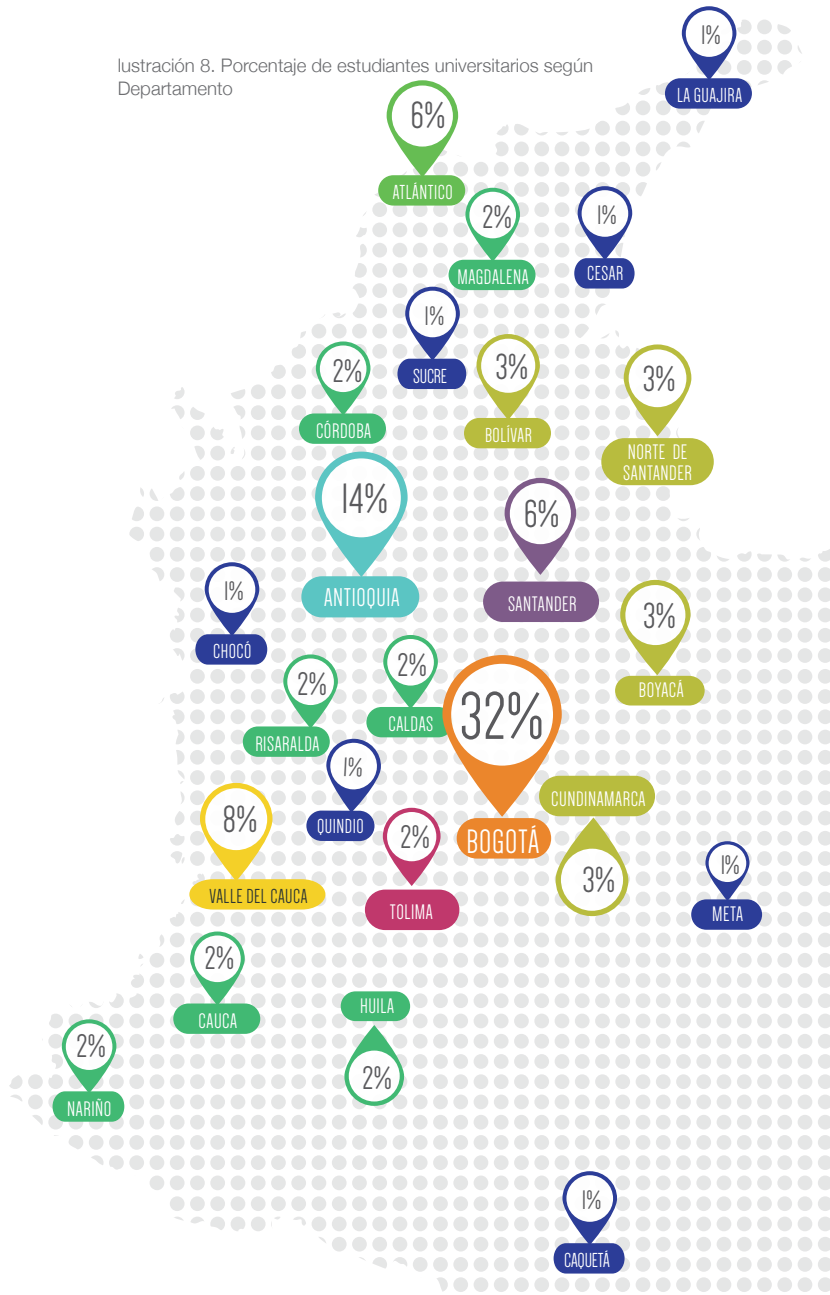 lustración 8. Porcentaje de estudiantes universitarios según
Departamento
1%
LA GUAJIRA
6%
ATLÁNTICO
2%
MAGDALENA
1%
CESAR
1%
SUCRE
2%
CÓRDOBA
3%
BOLÍVAR
3%
NORTE DE
SANTANDER
14%
ANTIOQUIA
6%
SANTANDER
1%
CHOCÓ
3%
BOYACÁ
2%
RISARALDA
2%
CALDAS
32%
BOGOTÁ
1%
QUINDIO
CUNDINAMARCA
3%
8%
VALLE DEL CAUCA
2%
TOLIMA
1%
META
2%
CAUCA
HUILA
2%
2%
NARIÑO
1%
CAQUETÁ